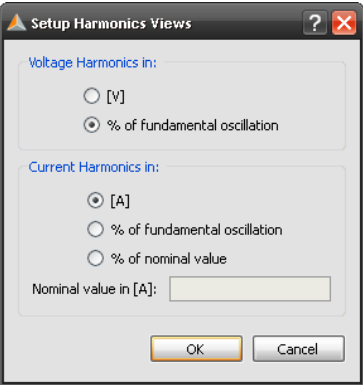 Setup Harmonics Views
Voltage Harmonics in:
[V]
% of fundamental oscillation
Current Harmonics in:
[A]
% of fundamental oscillation
% of nominal value
Nominal value in [A]:
OK Cancel